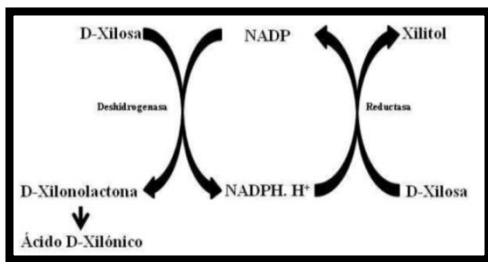 D-Xilosa NADP Xilitol
Deshidrogenasa Reductasa
D-Xilonolactona NADPH. H⁺ D-Xilosa
Ácido D-Xilónico